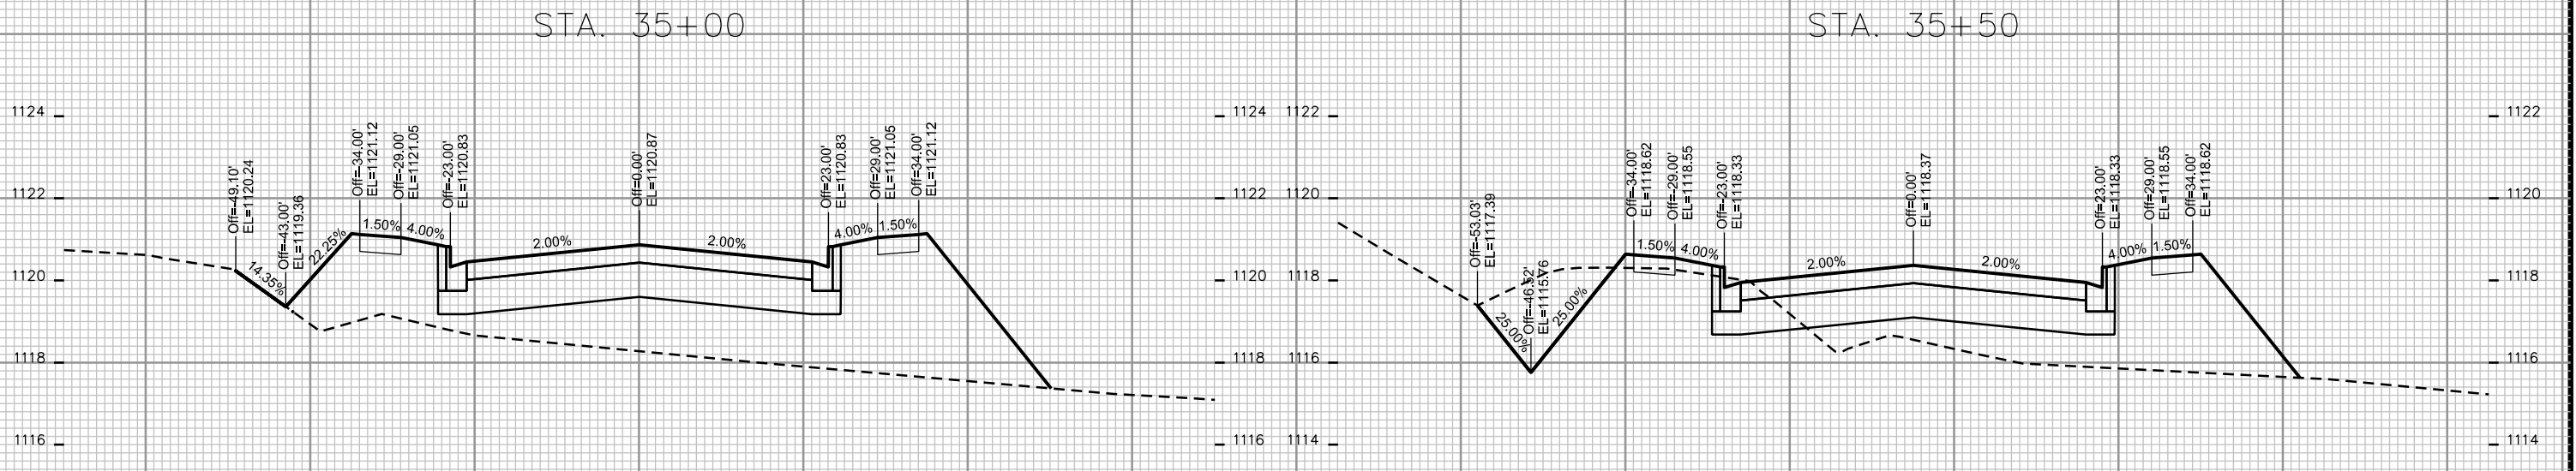 STA. 35+00
STA. 35+50
1124
1122
1120
1118
1116
Off=-49.10'
EL=1120.24
Off=-43.00'
EL=1119.36
Off=-34.00'
EL=1121.12
Off=-29.00'
EL=1121.05
Off=-23.00'
EL=1120.83
Off=0.00'
EL=1120.87
Off=23.00'
EL=1120.83
Off=29.00'
EL=1121.05
Off=34.00'
EL=1121.12
14.35%
22.25%
1.50%
4.00%
2.00%
2.00%
4.00%
1.50%
1124
1122
1120
1118
1116
1122
1120
1118
1116
1114
Off=-53.03'
EL=1117.39
Off=-46.52'
EL=1115.76
Off=-34.00'
EL=1118.62
Off=-29.00'
EL=1118.55
Off=-23.00'
EL=1118.33
Off=0.00'
EL=1118.37
Off=23.00'
EL=1118.33
Off=29.00'
EL=1118.55
Off=34.00'
EL=1118.62
25.00%
25.00%
1.50%
4.00%
2.00%
2.00%
4.00%
1.50%
1122
1120
1118
1116
1114